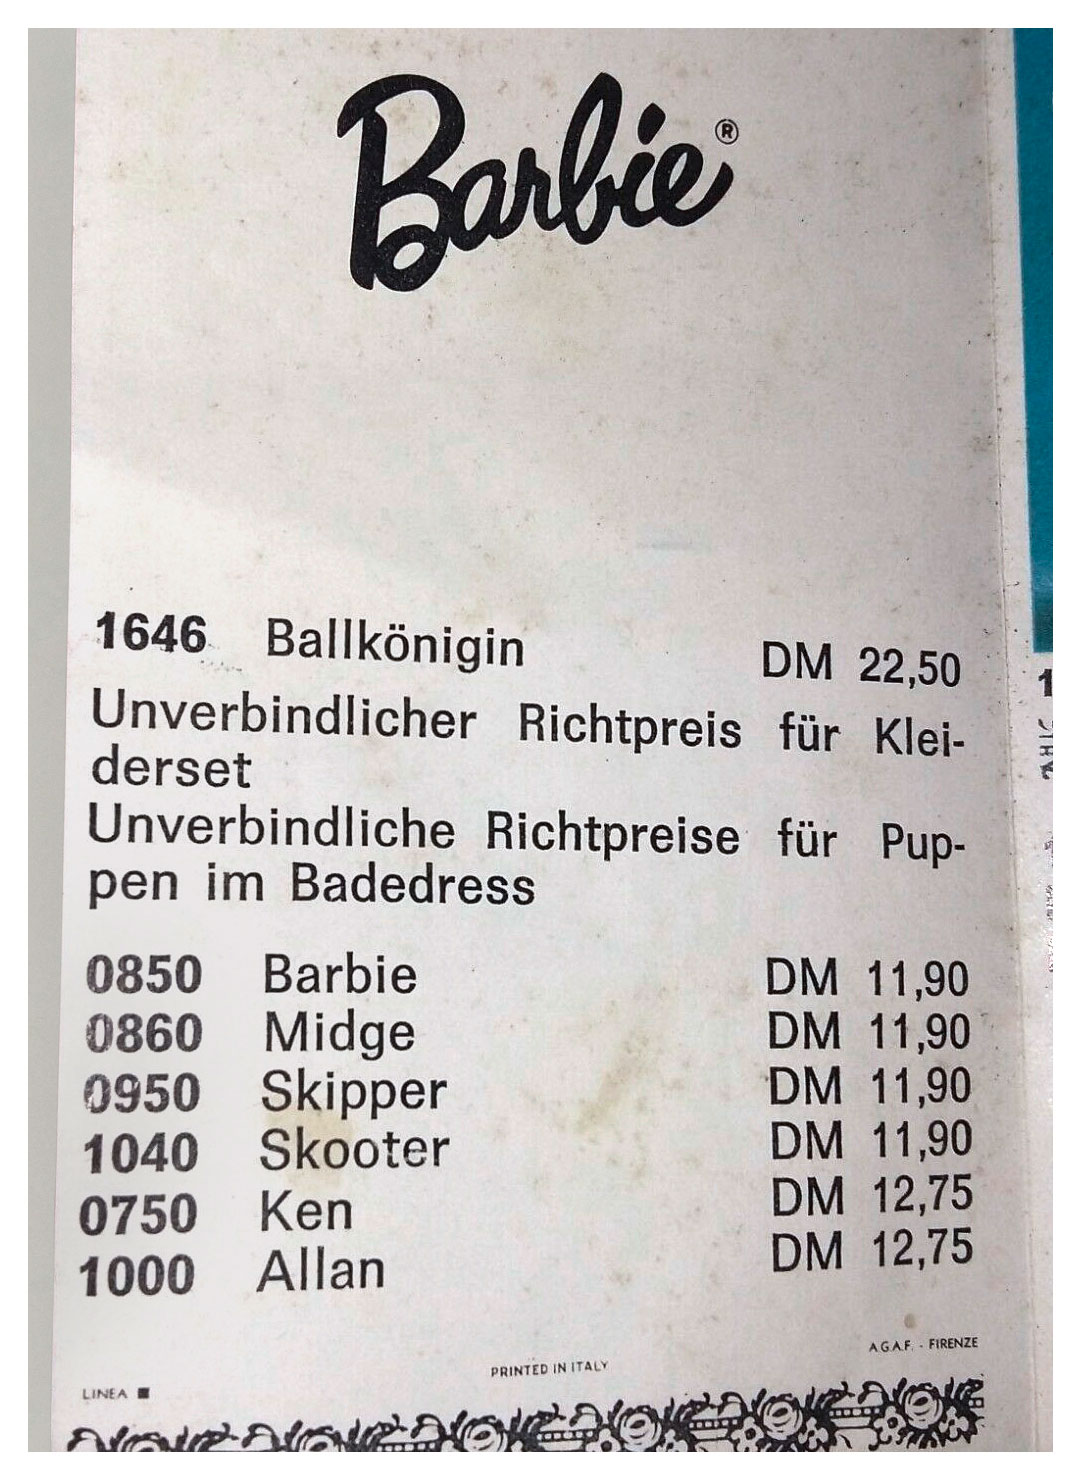 Barbie®
1646 Ballkönigin DM 22,50
Unverbindlicher Richtpreis für Klei-
derset
Unverbindliche Richtpreise für Pup-
pen im Badedress
0850 Barbie DM 11,90
0860 Midge DM 11,90
0950 Skipper DM 11,90
1040 Skooter DM 11,90
0750 Ken DM 12,75
1000 Allan DM 12,75
A.G.A.F. - FIRENZE
PRINTED IN ITALY
LINEA ■